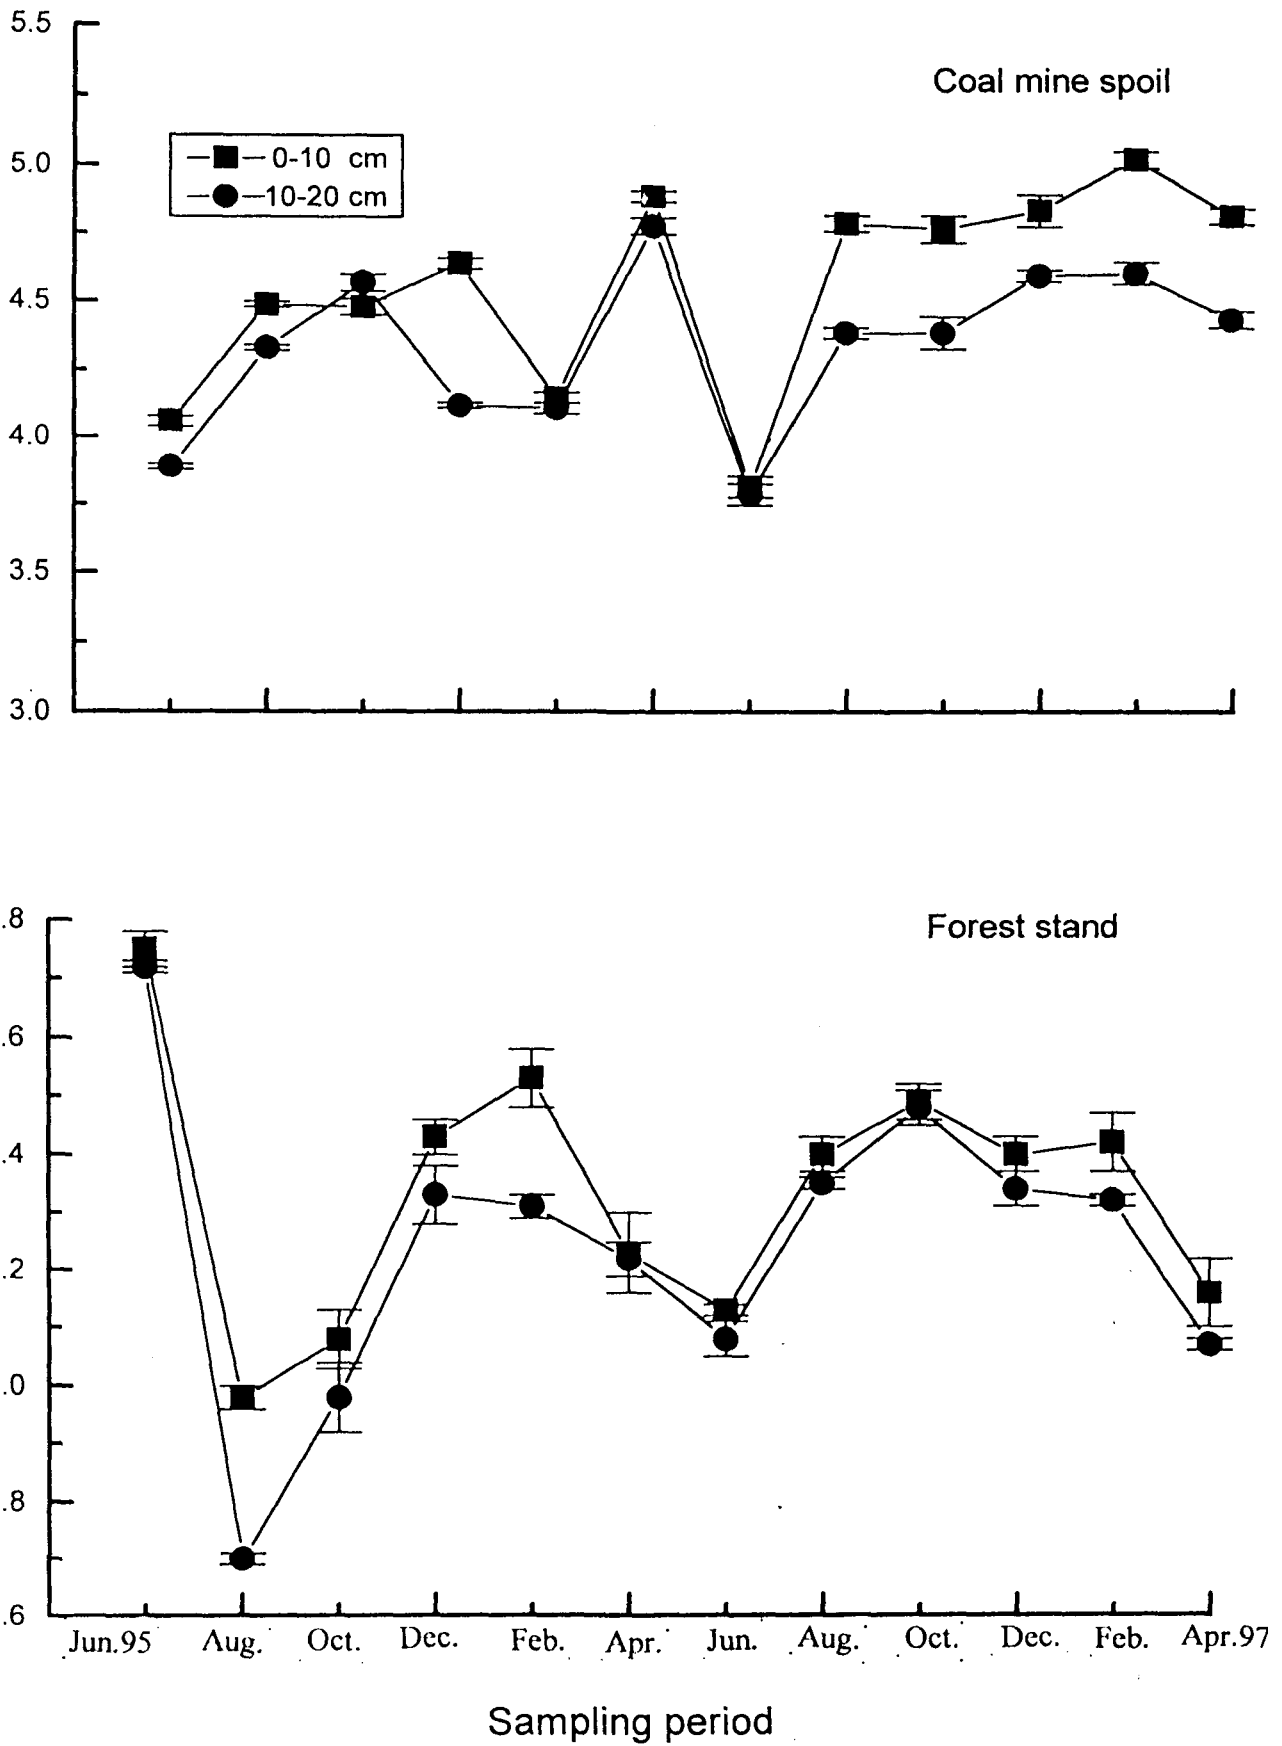 5.5
Coal mine spoil
0-10 cm
10-20 cm
5.0
4.5
4.0
3.5
3.0
Forest stand
.8
.6
.4
.2
.0
.8
.6
Jun.95 Aug. Oct. Dec. Feb. Apr. Jun. Aug. Oct. Dec. Feb. Apr.97
Sampling period